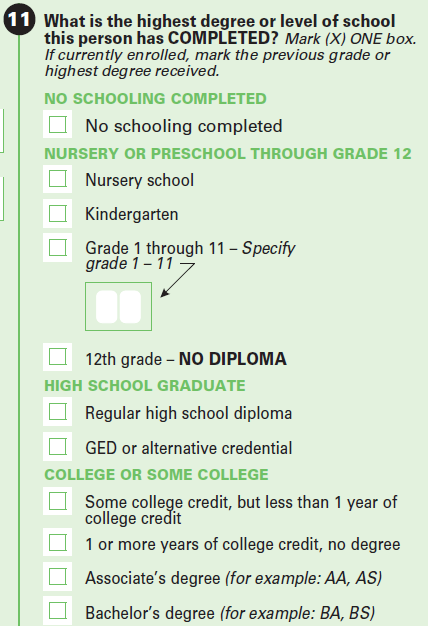 11 What is the highest degree or level of school
this person has COMPLETED? Mark (X) ONE box.
If currently enrolled, mark the previous grade or
highest degree received.
NO SCHOOLING COMPLETED
No schooling completed
NURSERY OR PRESCHOOL THROUGH GRADE 12
Nursery school
Kindergarten
Grade 1 through 11 – Specify
grade 1 – 11
12th grade – NO DIPLOMA
HIGH SCHOOL GRADUATE
Regular high school diploma
GED or alternative credential
COLLEGE OR SOME COLLEGE
Some college credit, but less than 1 year of
college credit
1 or more years of college credit, no degree
Associate's degree (for example: AA, AS)
Bachelor's degree (for example: BA, BS)